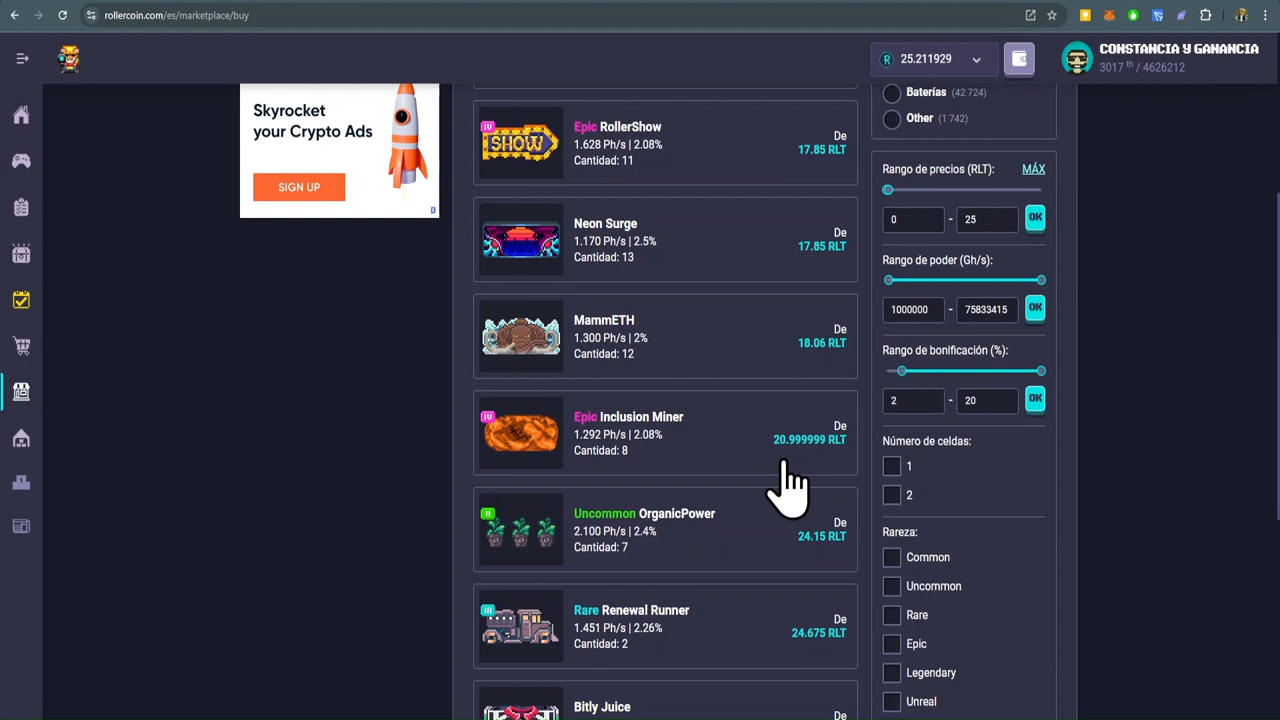 rollercoin.com/es/marketplace/buy
25.211929
CONSTANCIA Y GANANCIA
3017 th / 4626212
Skyrocket
your Crypto Ads
SIGN UP
IV
SHOW
Epic RollerShow
1.628 Ph/s | 2.08%
Cantidad: 11
De
17.85 RLT
Neon Surge
1.170 Ph/s | 2.5%
Cantidad: 13
De
17.85 RLT
MammETH
1.300 Ph/s | 2%
Cantidad: 12
De
18.06 RLT
IV
Epic Inclusion Miner
1.292 Ph/s | 2.08%
Cantidad: 8
De
20.999999 RLT
II
Uncommon OrganicPower
2.100 Ph/s | 2.4%
Cantidad: 7
De
24.15 RLT
III
Rare Renewal Runner
1.451 Ph/s | 2.26%
Cantidad: 2
De
24.675 RLT
Bitly Juice
De
Baterías (42 724)
Other (1 742)
Rango de precios (RLT): MÁX
0 - 25 OK
Rango de poder (Gh/s):
1000000 - 75833415 OK
Rango de bonificación (%):
2 - 20 OK
Número de celdas:
1
2
Rareza:
Common
Uncommon
Rare
Epic
Legendary
Unreal